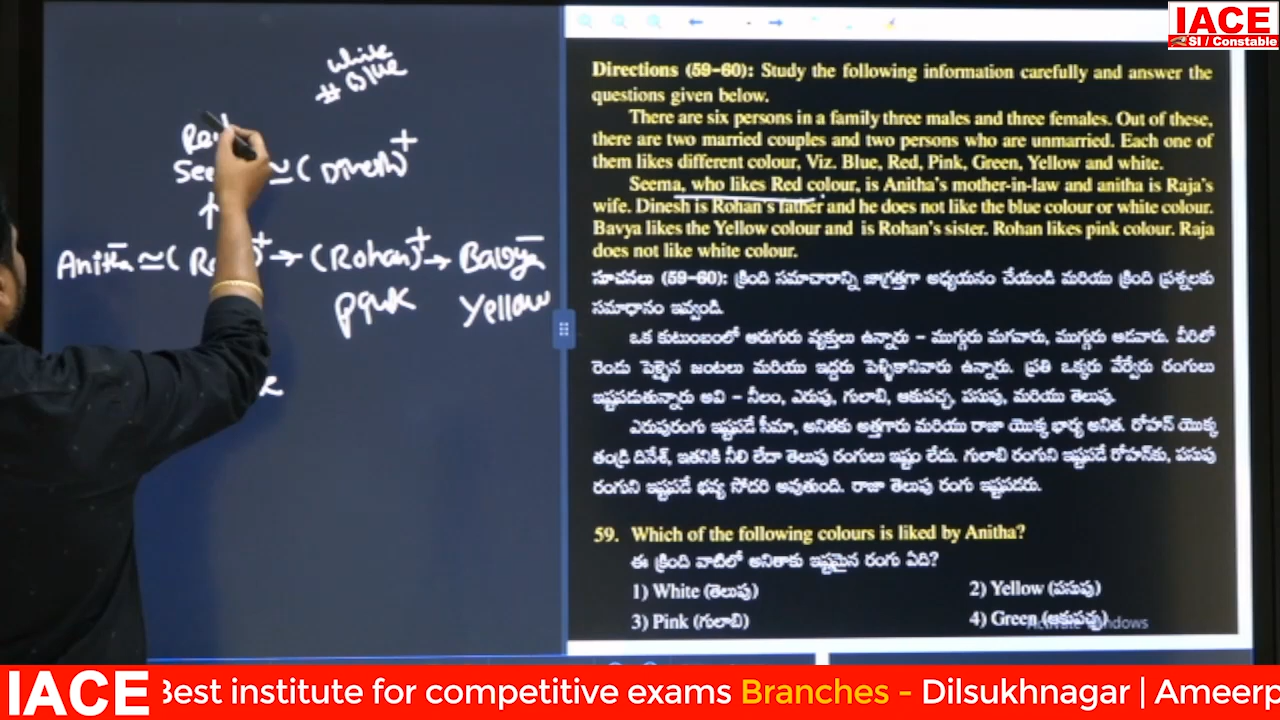 IACE
SI / Constable
white
# Blue
(Dinesh)+
Anitha – ≅ (
+ → (Rohan)+ → Bavya –
Pink Yellow
Directions (59-60): Study the following information carefully and answer the
questions given below.
There are six persons in a family three males and three females. Out of these,
there are two married couples and two persons who are unmarried. Each one
of them likes different colour, Viz. Blue, Red, Pink, Green, Yellow and white.
Seema, who likes Red colour, is Anitha's mother-in-law and anitha is Raja's
wife. Dinesh is Rohan's father and he does not like the blue colour or white colour.
Bavya likes the Yellow colour and is Rohan's sister. Rohan likes pink colour. Raja
does not like white colour.
సూచనలు (59-60): క్రింది సమాచారాన్ని జాగ్రత్తగా అధ్యయనం చేయండి మరియు క్రింది ప్రశ్నలకు
సమాధానం ఇవ్వండి.
ఒక కుటుంబంలో ఆరుగురు వ్యక్తులు ఉన్నారు – ముగ్గురు మగవారు, ముగ్గురు ఆడవారు. వీరిలో
రెండు పెళ్ళైన జంటలు మరియు ఇద్దరు పెళ్ళికానివారు ఉన్నారు. ప్రతి ఒక్కరు వేర్వేరు రంగులు
ఇష్టపడుతున్నారు అవి – నీలం, ఎరుపు, గులాబి, ఆకుపచ్చ, పసుపు, మరియు తెలుపు.
ఎరుపురంగు ఇష్టపడే సీమా, అనితకు అత్తగారు మరియు రాజా యొక్క భార్య అనిత. రోహన్ యొక్క
తండ్రి దినేశ్, ఇతనికి నీలి లేదా తెలుపు రంగులు ఇష్టం లేదు. గులాబి రంగుని ఇష్టపడే రోహన్‌కు, పసుపు
రంగుని ఇష్టపడే భవ్య సోదరి అవుతుంది. రాజా తెలుపు రంగు ఇష్టపడరు.
59. Which of the following colours is liked by Anitha?
ఈ క్రింది వాటిలో అనితాకు ఇష్టమైన రంగు ఏది?
1) White (తెలుపు) 2) Yellow (పసుపు)
3) Pink (గులాబి) 4) Green (ఆకుపచ్చ)
IACE Best institute for competitive exams Branches - Dilsukhnagar | Ameerp